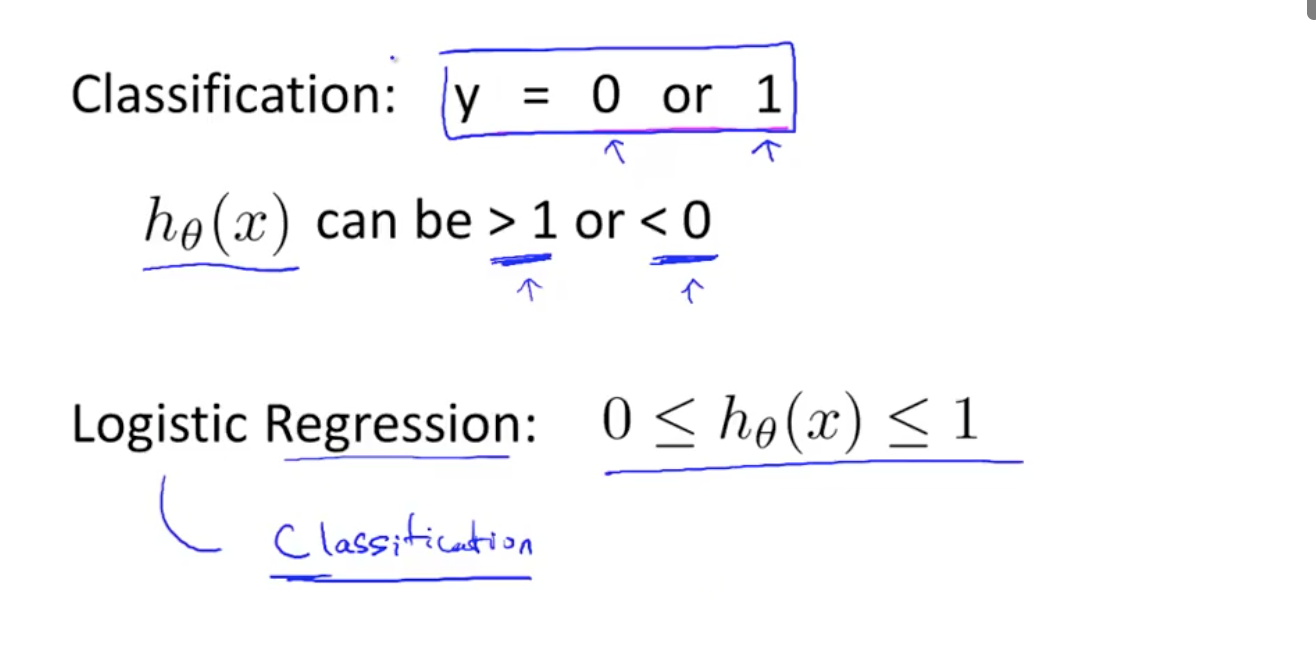 Classification: y = 0 or 1
hθ(x) can be > 1 or < 0
Logistic Regression: 0 ≤ hθ(x) ≤ 1
Classification